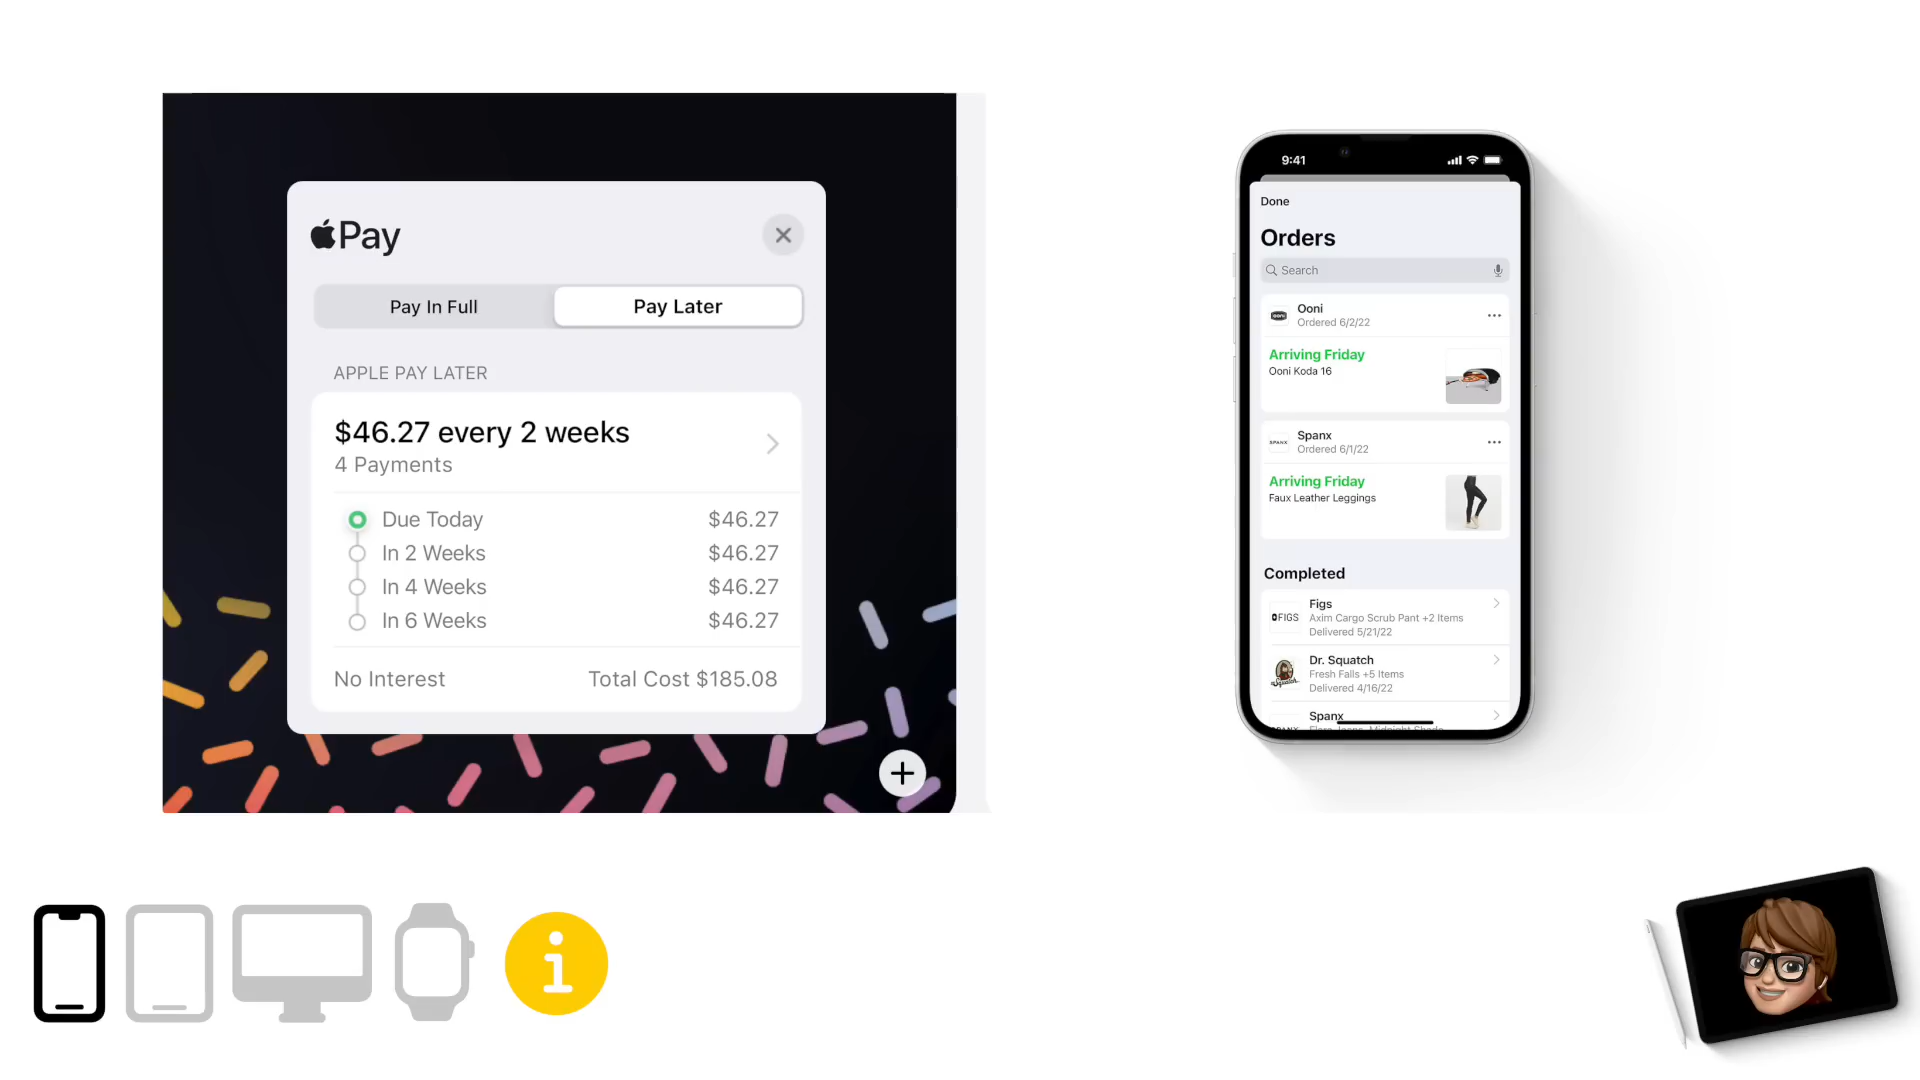 Pay
Pay In Full
Pay Later
APPLE PAY LATER
$46.27 every 2 weeks
4 Payments
Due Today $46.27
In 2 Weeks $46.27
In 4 Weeks $46.27
In 6 Weeks $46.27
No Interest Total Cost $185.08
9:41
Done
Orders
Search
Ooni
Ordered 6/2/22
Arriving Friday
Ooni Koda 16
SPANX
Spanx
Ordered 6/1/22
Arriving Friday
Faux Leather Leggings
Completed
FIGS
Figs
Axim Cargo Scrub Pant +2 Items
Delivered 5/21/22
Dr. Squatch
Fresh Falls +5 Items
Delivered 4/16/22
Spanx